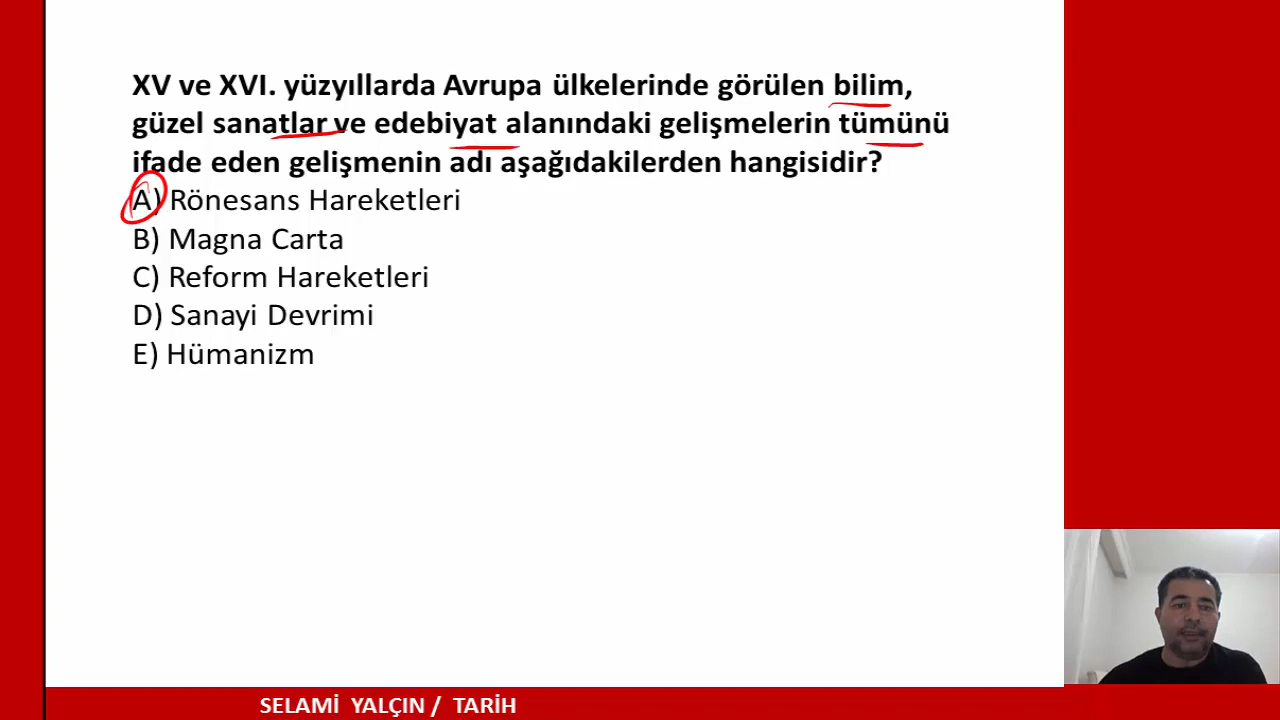 XV ve XVI. yüzyıllarda Avrupa ülkelerinde görülen bilim,
güzel sanatlar ve edebiyat alanındaki gelişmelerin tümünü
ifade eden gelişmenin adı aşağıdakilerden hangisidir?
A) Rönesans Hareketleri
B) Magna Carta
C) Reform Hareketleri
D) Sanayi Devrimi
E) Hümanizm
SELAMİ YALÇIN / TARİH